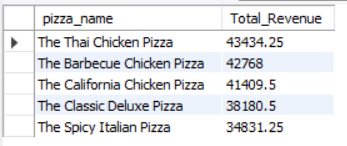 pizza_name Total_Revenue
The Thai Chicken Pizza 43434.25
The Barbecue Chicken Pizza 42768
The California Chicken Pizza 41409.5
The Classic Deluxe Pizza 38180.5
The Spicy Italian Pizza 34831.25